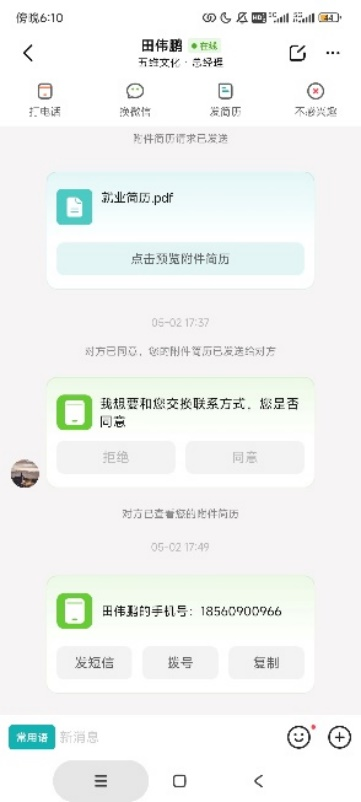 傍晚6:10
HD 5G 5G 44
田伟鹏 在线
五维文化·总经理
打电话 换微信 发简历 不感兴趣
附件简历请求已发送
就业简历.pdf
点击预览附件简历
05-02 17:37
对方已同意，您的附件简历已发送给对方
我想要和您交换联系方式，您是否
同意
拒绝 同意
对方已查看您的附件简历
05-02 17:49
田伟鹏的手机号：18560900966
发短信 拨号 复制
常用语 新消息